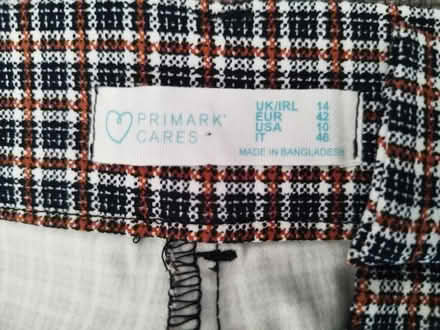 PRIMARK®
CARES
UK/IRL 14
EUR 42
USA 10
IT 46
MADE IN BANGLADESH